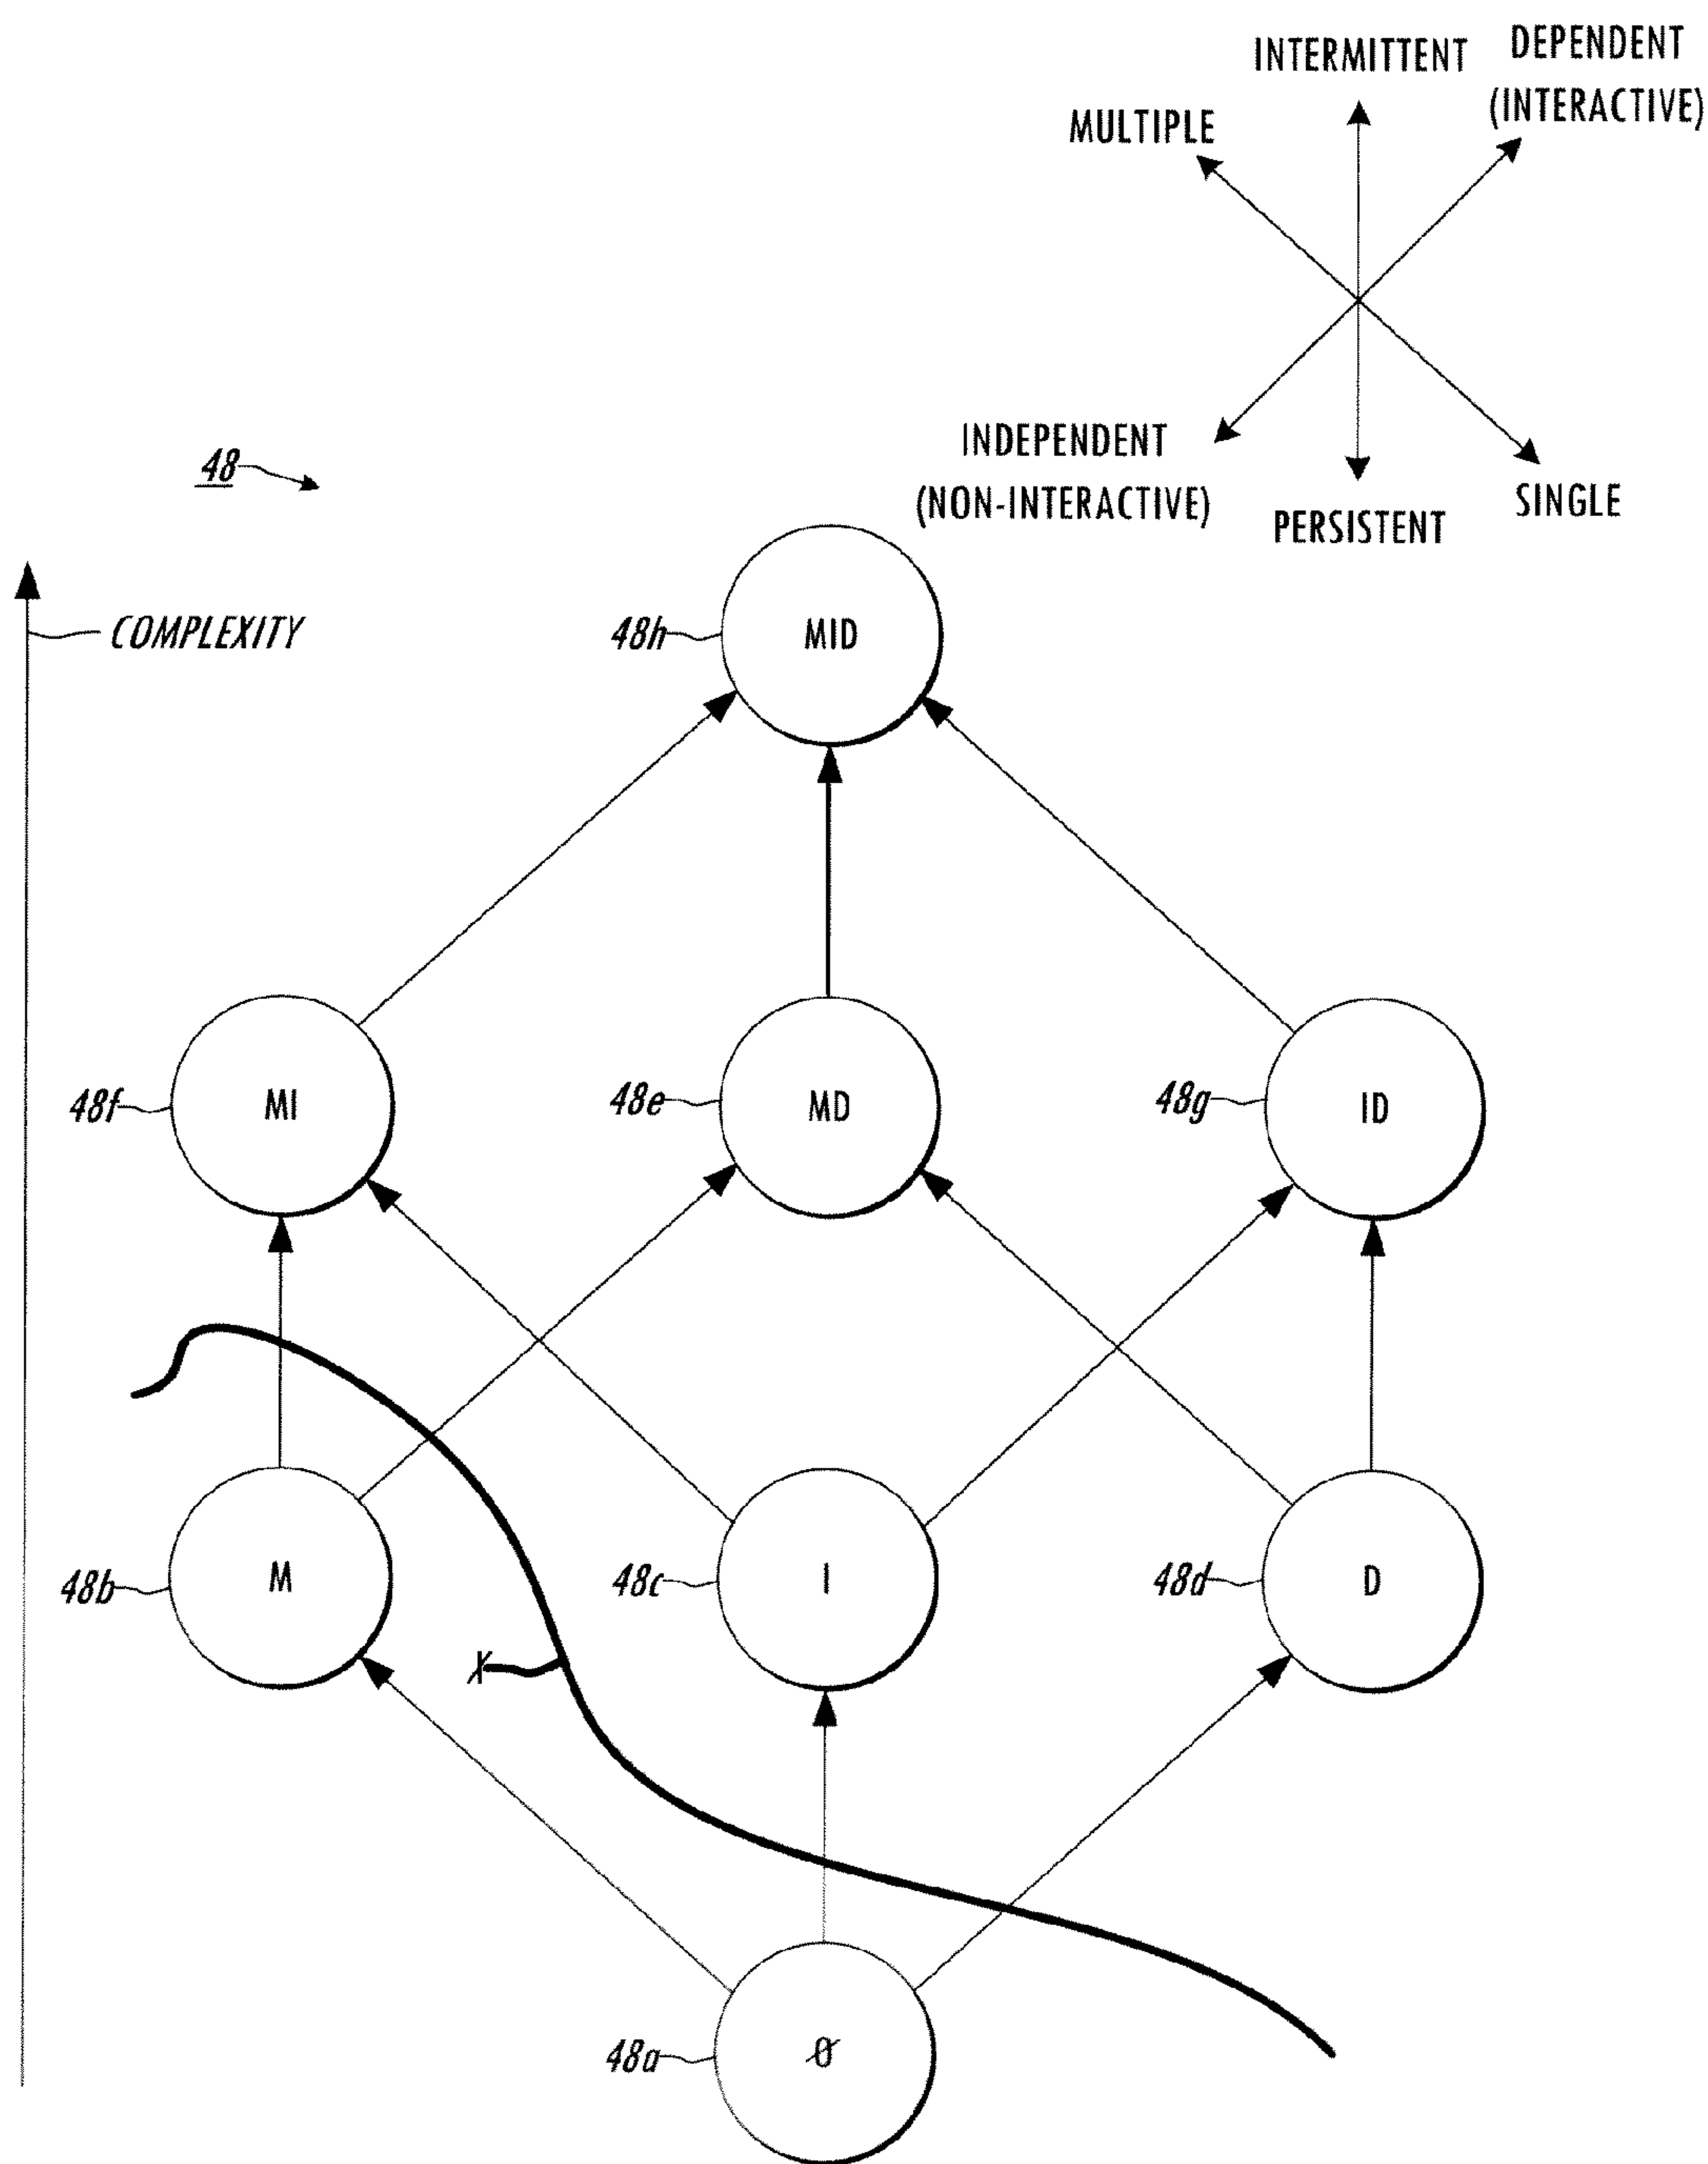 INTERMITTENT
DEPENDENT
(INTERACTIVE)
MULTIPLE
INDEPENDENT
(NON-INTERACTIVE)
PERSISTENT
SINGLE
48
COMPLEXITY
48h
MID
48f
MI
48e
MD
48g
ID
48b
M
48c
I
48d
D
X
48a
Ø